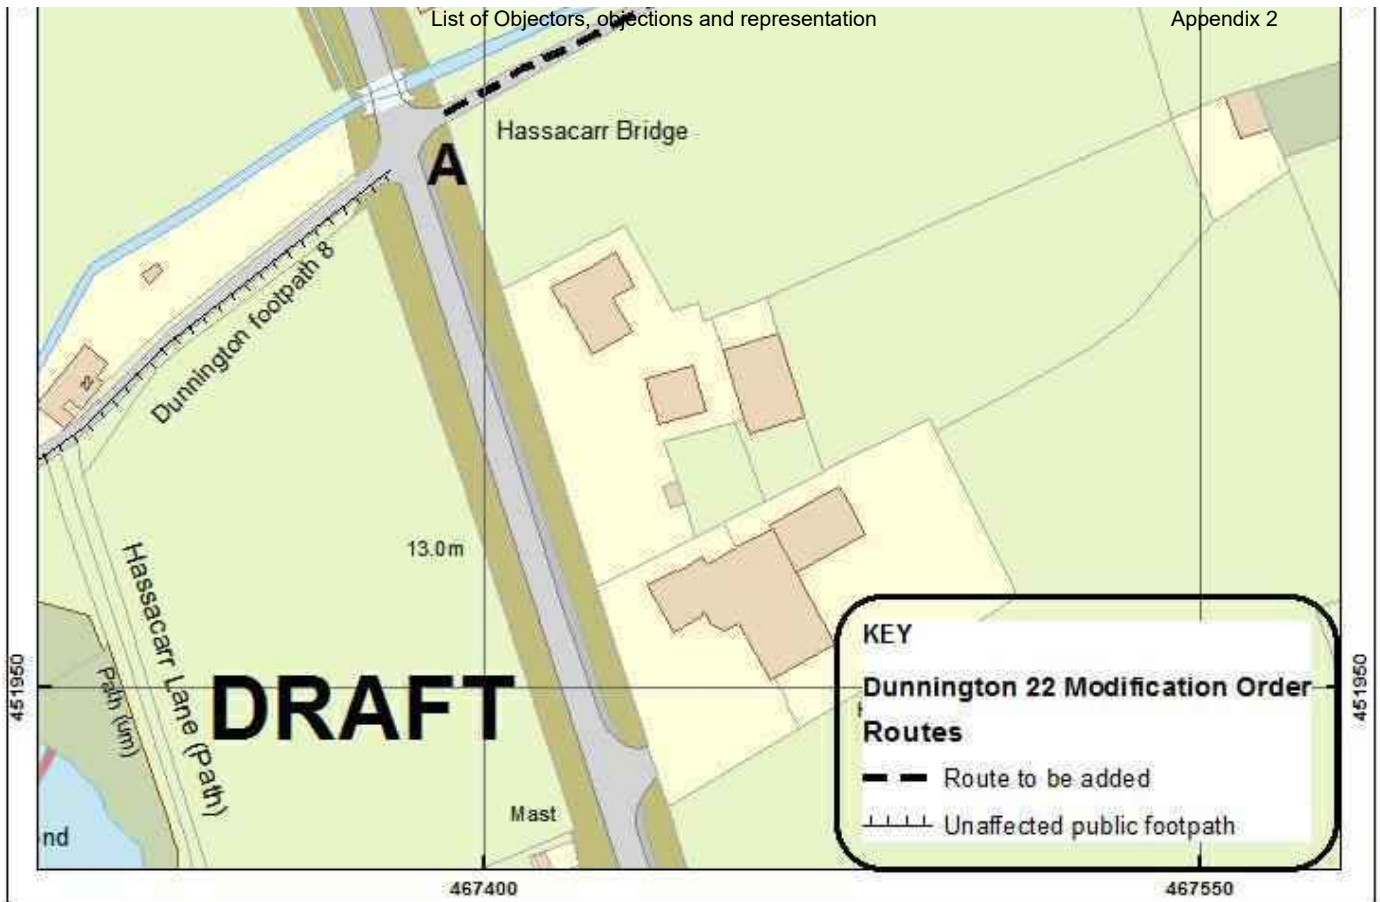 List of Objectors, objections and representation
Appendix 2
Hassacarr Bridge
A
Dunnington footpath 8
22
13.0m
Hassacarr Lane (Path)
Path (um)
DRAFT
Mast
nd
KEY
Dunnington 22 Modification Order
Routes
Route to be added
Unaffected public footpath
451950
451950
467400
467550